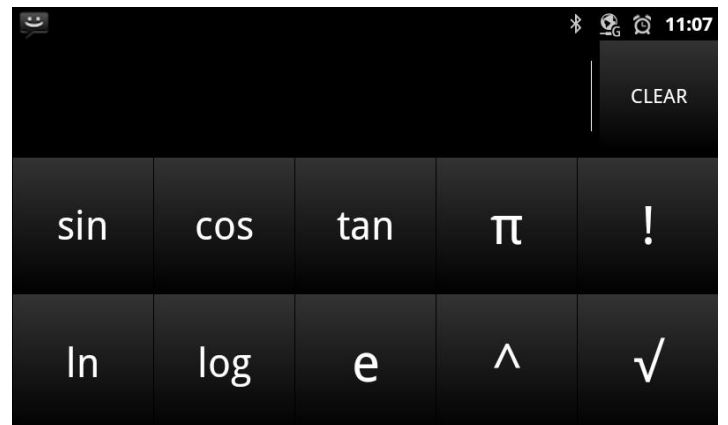 G 11:07
CLEAR
sin cos tan π !
ln log e ^ √